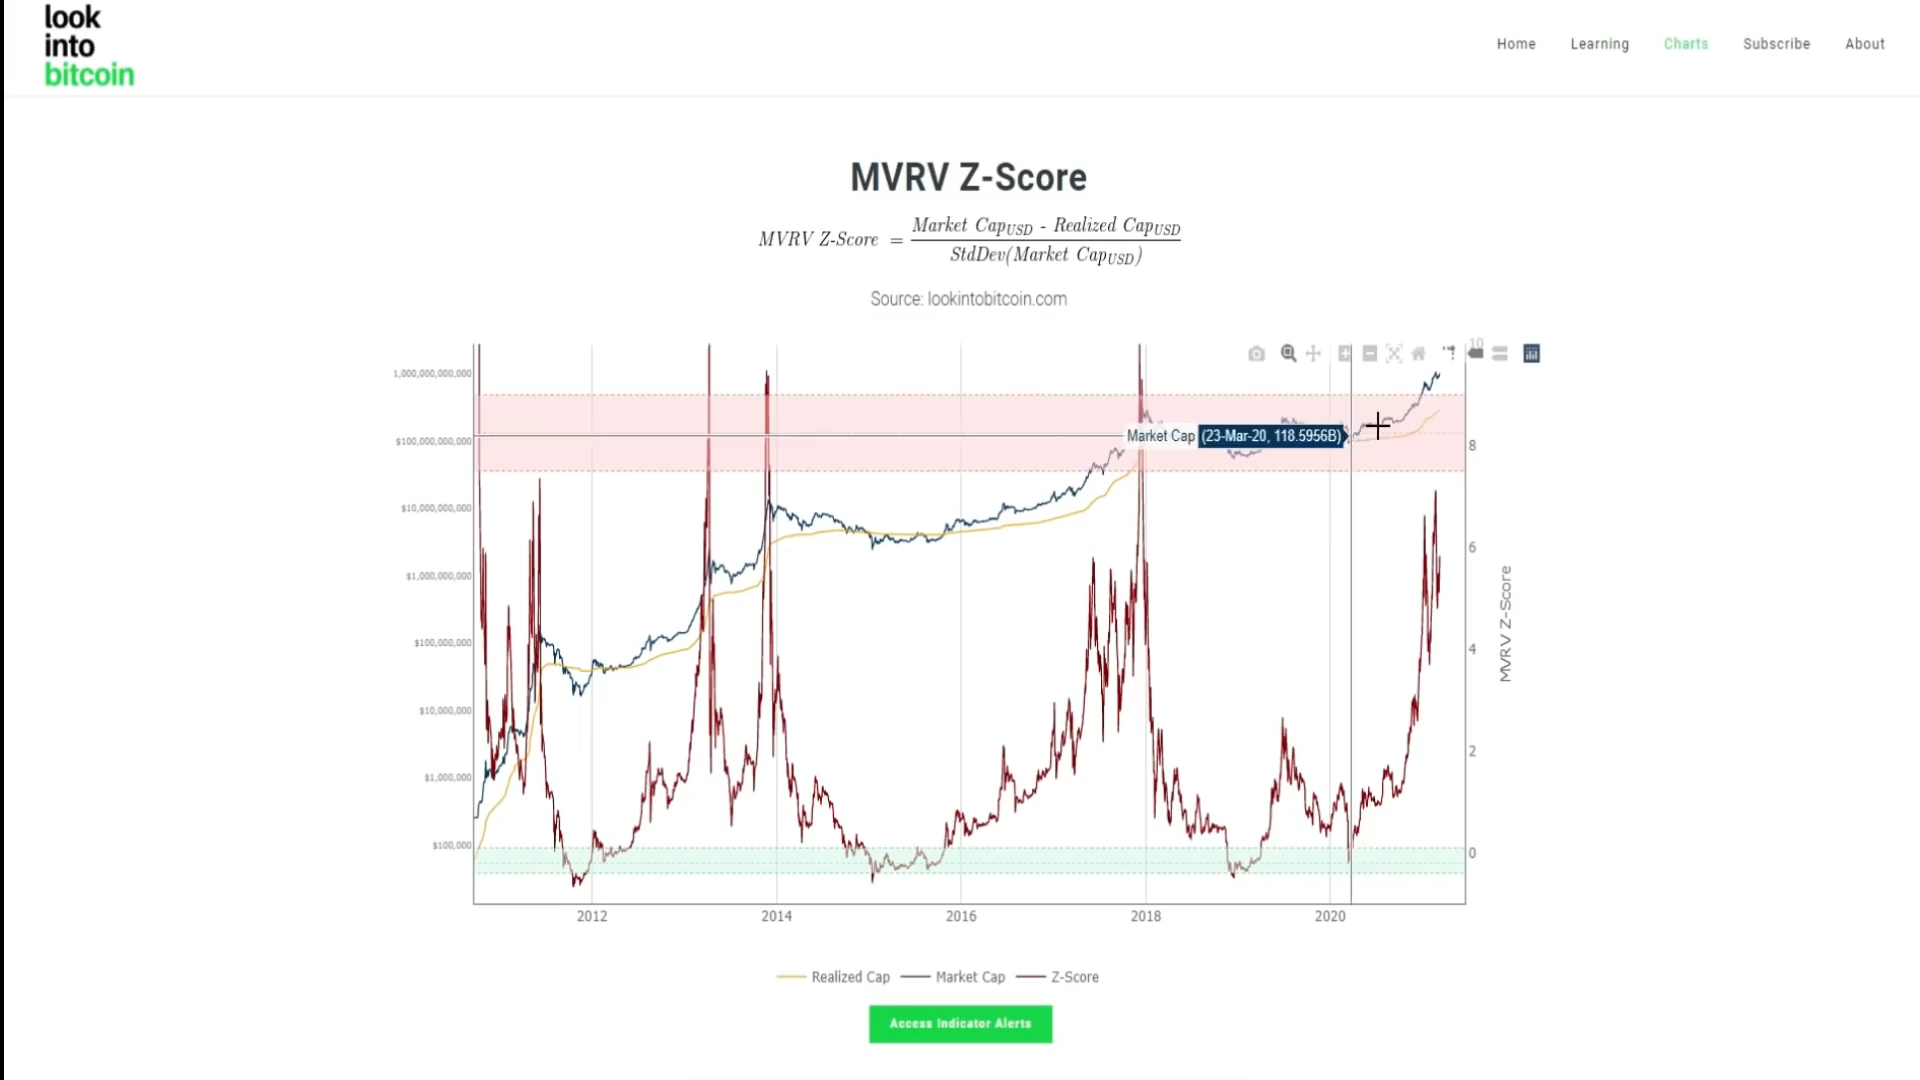 look
into
bitcoin
Home Learning Charts Subscribe About
MVRV Z-Score
MVRV Z-Score = Market CapUSD - Realized CapUSD
StdDev(Market CapUSD)
Source: lookintobitcoin.com
10
1,000,000,000,000
$100,000,000,000
Market Cap (23-Mar-20, 118.5956B)
8
$10,000,000,000
6
$1,000,000,000
MVRV Z-Score
$100,000,000
4
$10,000,000
2
$1,000,000
$100,000
0
2012 2014 2016 2018 2020
Realized Cap Market Cap Z-Score
Access Indicator Alerts